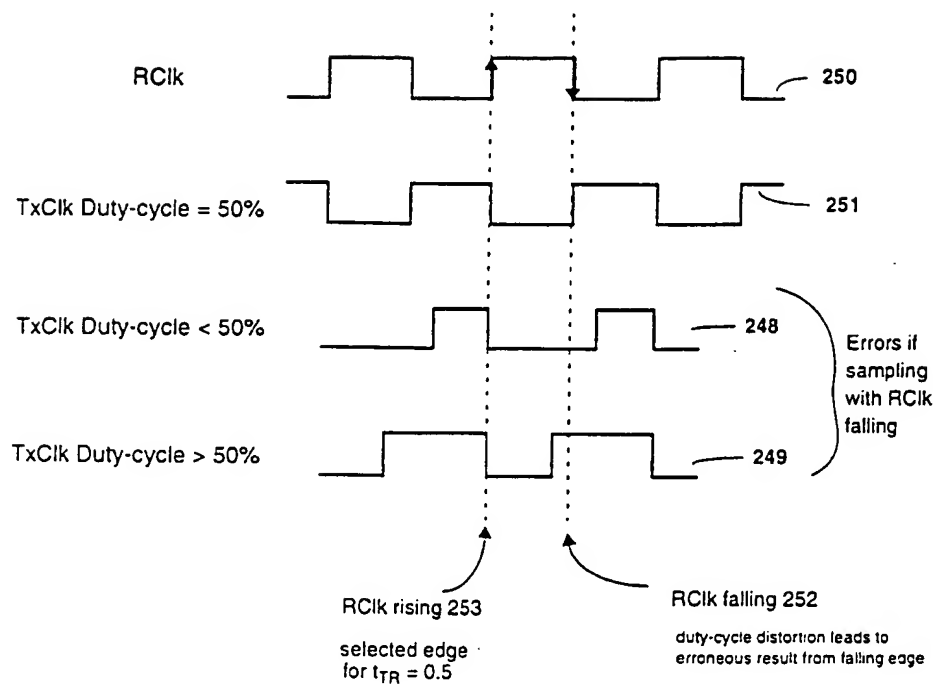 RClk
250
TxClk Duty-cycle = 50%
251
TxClk Duty-cycle < 50%
248
Errors if
sampling
with RClk
falling
TxClk Duty-cycle > 50%
249
RClk rising 253
selected edge
for tTR = 0.5
RClk falling 252
duty-cycle distortion leads to
erroneous result from falling edge